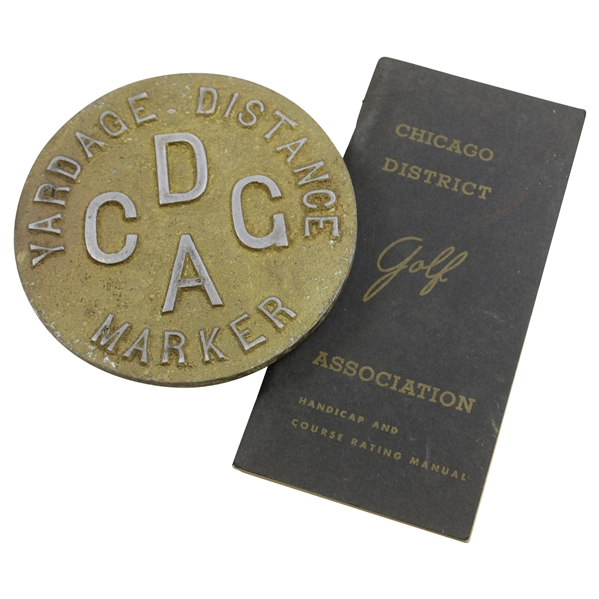 YARDAGE DISTANCE
D
C G
A
MARKER
CHICAGO
DISTRICT
Golf
ASSOCIATION
HANDICAP AND
COURSE RATING MANUAL